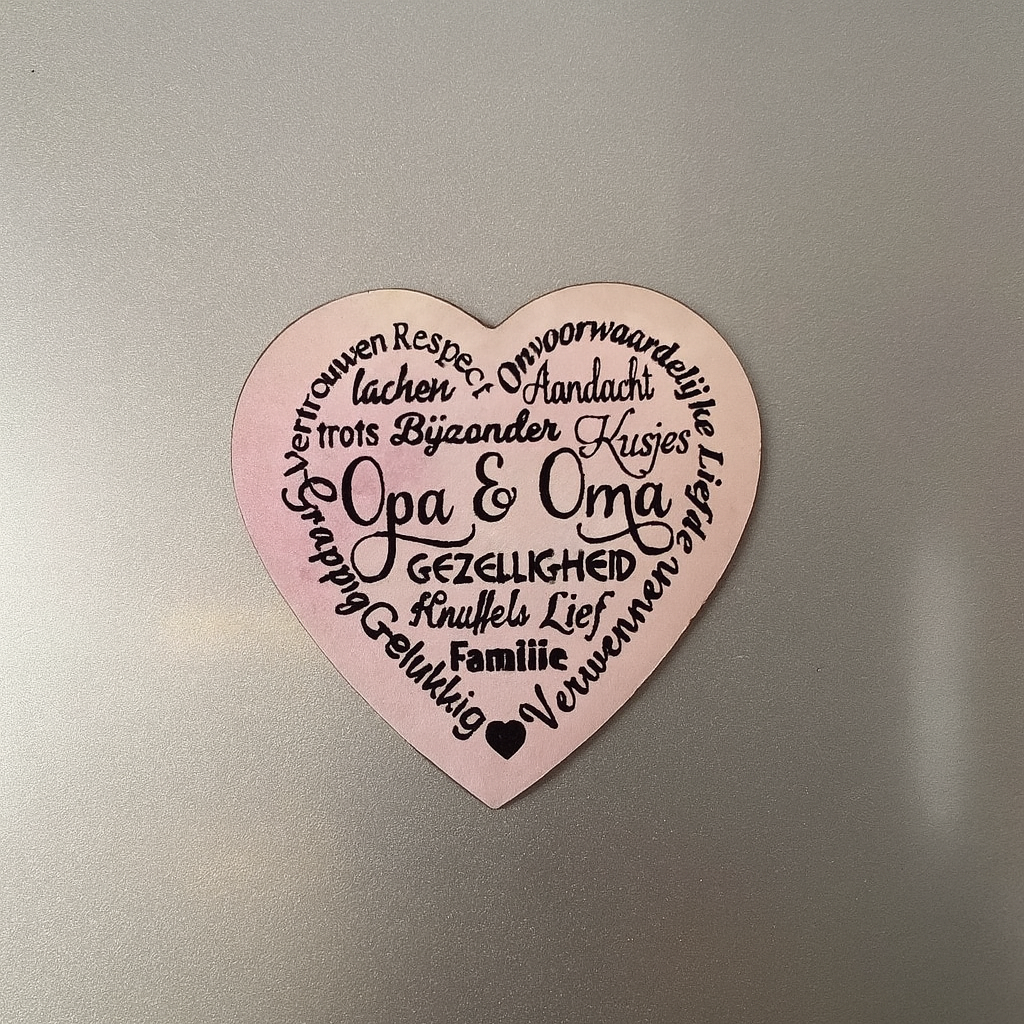 Vertrouwen Respect
Onvoorwaardelijke Liefde
lachen Aandacht
trots Bijzonder Kusjes
Opa & Oma
GEZELLIGHEID
Knuffels Lief
Familie
Grappig Gelukkig
Verwennen